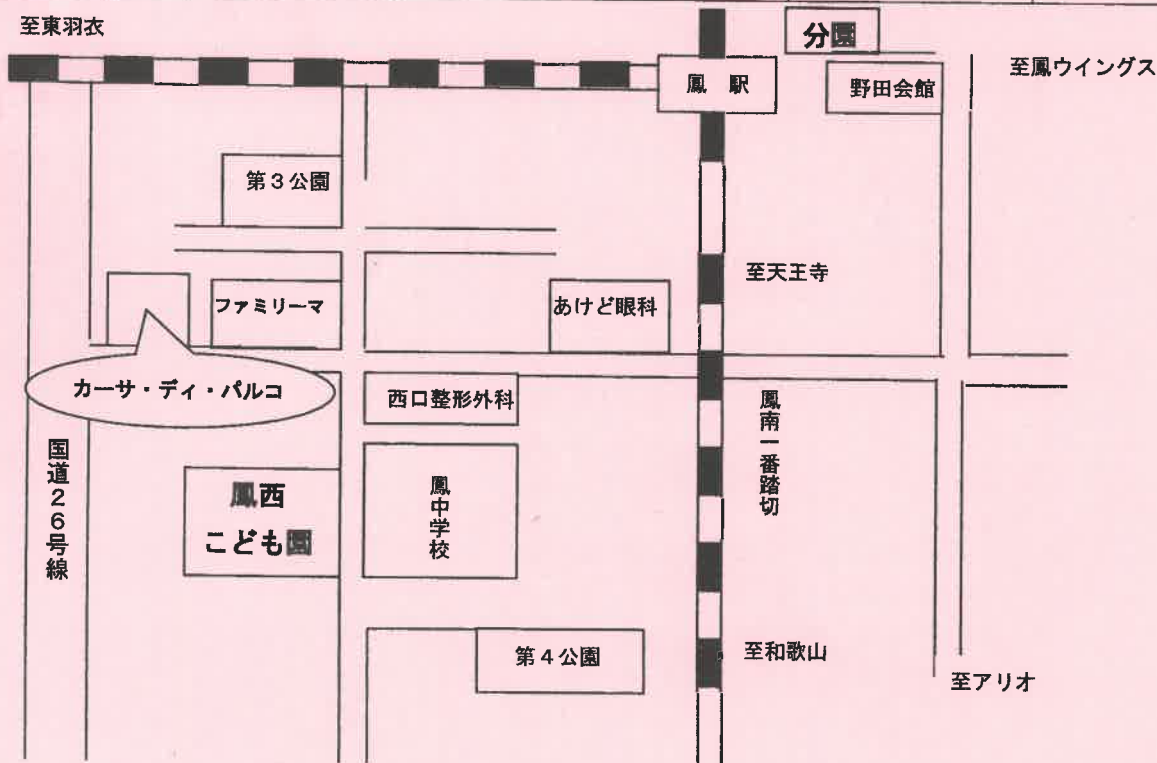 至東羽衣
分園
鳳 駅
野田会館
至鳳ウイングス
第3公園
至天王寺
ファミリーマ
あけど眼科
カーサ・ディ・パルコ
西口整形外科
鳳南一番踏切
国道26号線
鳳西
こども園
鳳中学校
第4公園
至和歌山
至アリオ